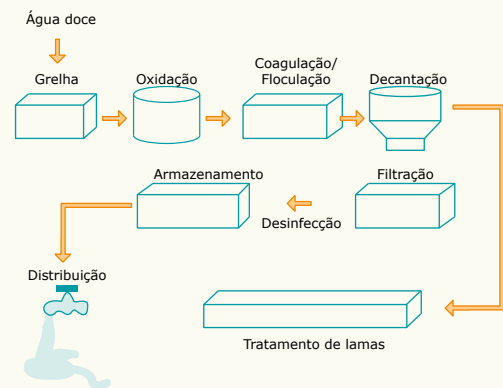 Água doce
Grelha
Oxidação
Coagulação/
Floculação
Decantação
Armazenamento
Filtração
Desinfecção
Distribuição
Tratamento de lamas